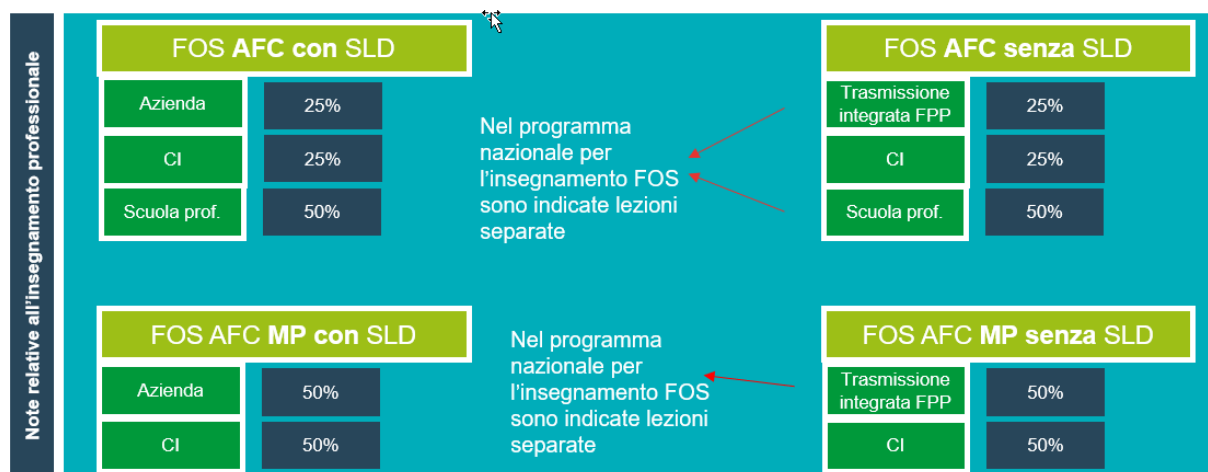 Note relative all'insegnamento professionale
FOS AFC con SLD
Azienda
25%
CI
25%
Scuola prof.
50%
Nel programma
nazionale per
l'insegnamento FOS
sono indicate lezioni
separate
FOS AFC senza SLD
Trasmissione
integrata FPP
25%
CI
25%
Scuola prof.
50%
FOS AFC MP con SLD
Azienda
50%
CI
50%
Nel programma
nazionale per
l'insegnamento FOS
sono indicate lezioni
separate
FOS AFC MP senza SLD
Trasmissione
integrata FPP
50%
CI
50%